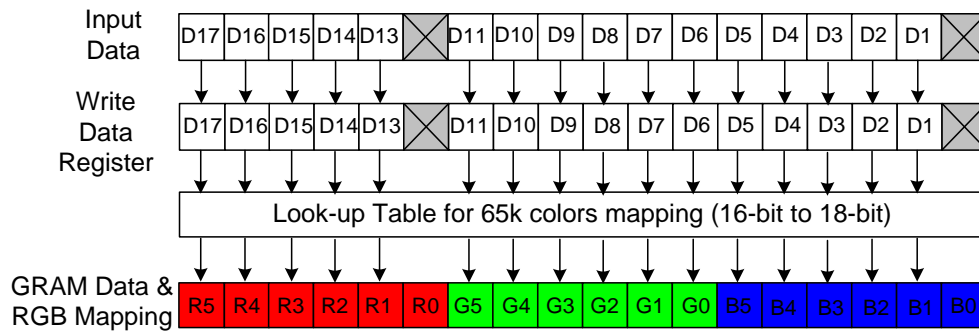 Input
Data
D17 D16 D15 D14 D13 D11 D10 D9 D8 D7 D6 D5 D4 D3 D2 D1
Write
Data
Register
D17 D16 D15 D14 D13 D11 D10 D9 D8 D7 D6 D5 D4 D3 D2 D1
Look-up Table for 65k colors mapping (16-bit to 18-bit)
GRAM Data &
RGB Mapping
R5 R4 R3 R2 R1 R0 G5 G4 G3 G2 G1 G0 B5 B4 B3 B2 B1 B0